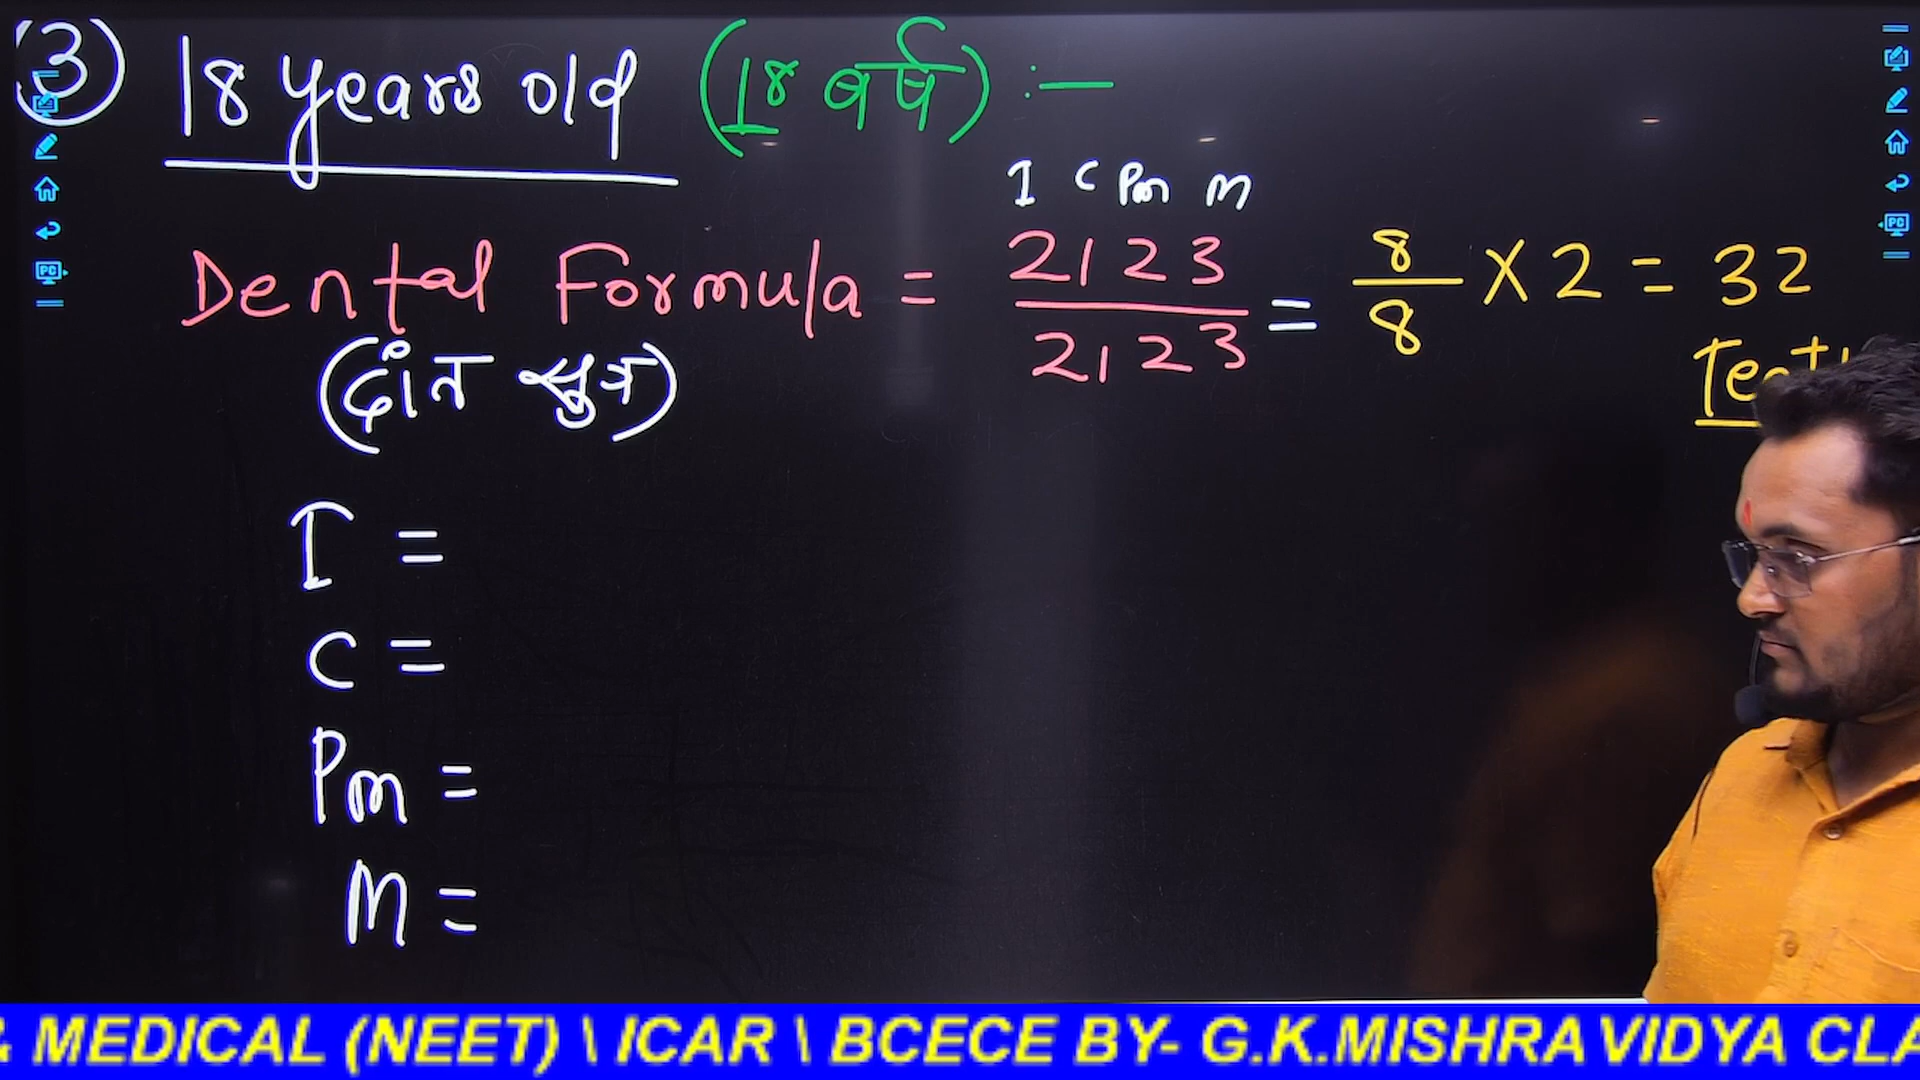 (3) 18 years old (18 वर्ष) :-
I C Pm M
Dental Formula = 2123/2123 = 8/8 X 2 = 32
(दांत सुत्र)
I =
C =
Pm =
M =
MEDICAL (NEET) \ ICAR \ BCECE BY- G.K.MISHRA VIDYA